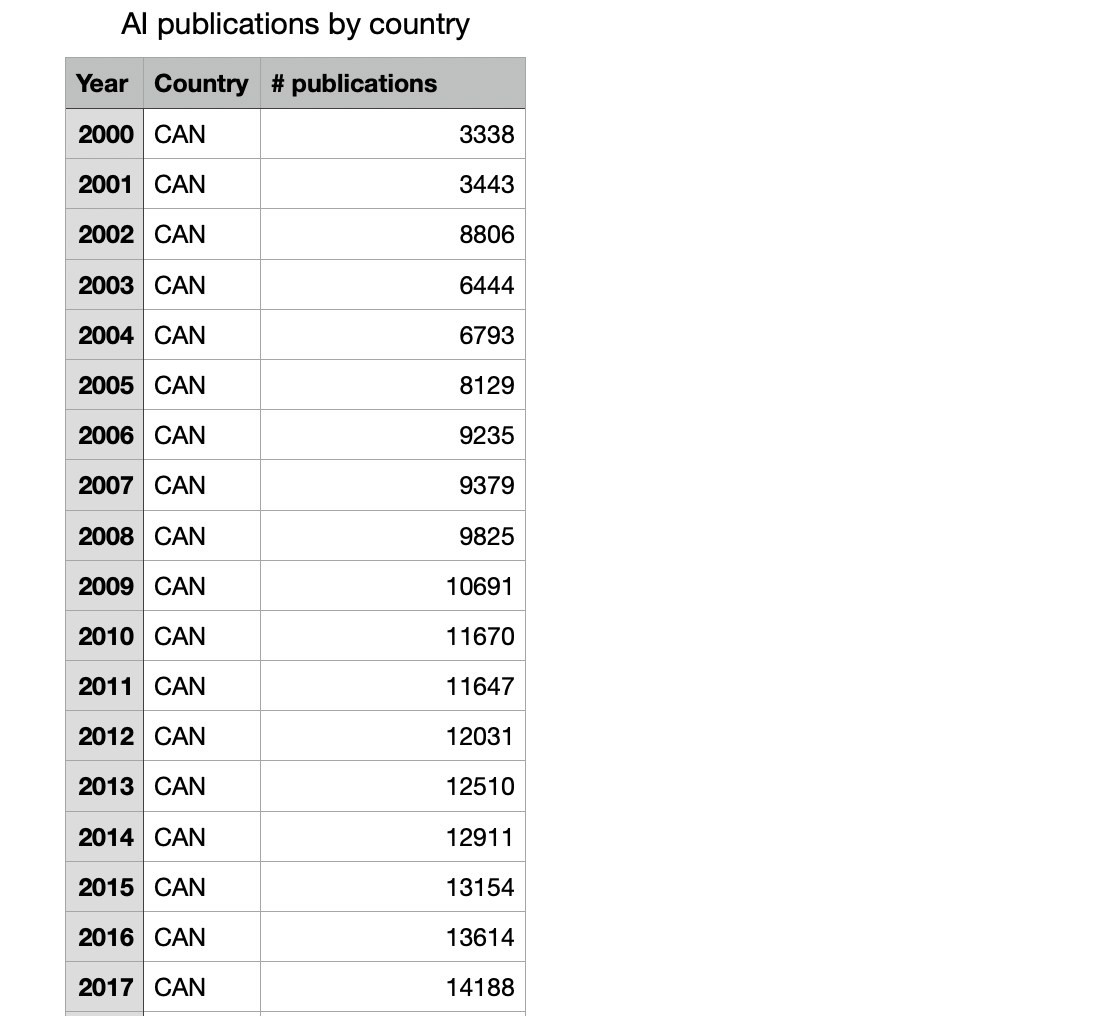 AI publications by country
Year Country # publications
2000 CAN 3338
2001 CAN 3443
2002 CAN 8806
2003 CAN 6444
2004 CAN 6793
2005 CAN 8129
2006 CAN 9235
2007 CAN 9379
2008 CAN 9825
2009 CAN 10691
2010 CAN 11670
2011 CAN 11647
2012 CAN 12031
2013 CAN 12510
2014 CAN 12911
2015 CAN 13154
2016 CAN 13614
2017 CAN 14188